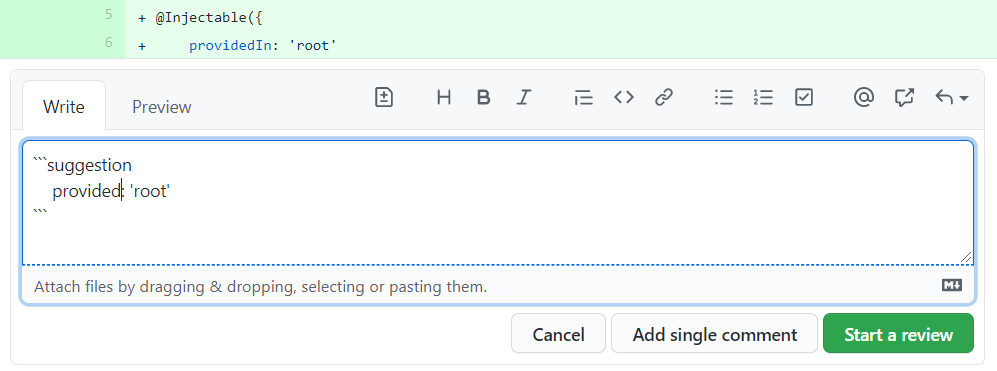 5 + @Injectable({
6 + providedIn: 'root'
Write Preview
```suggestion
provided: 'root'
```
Attach files by dragging & dropping, selecting or pasting them.
Cancel Add single comment Start a review